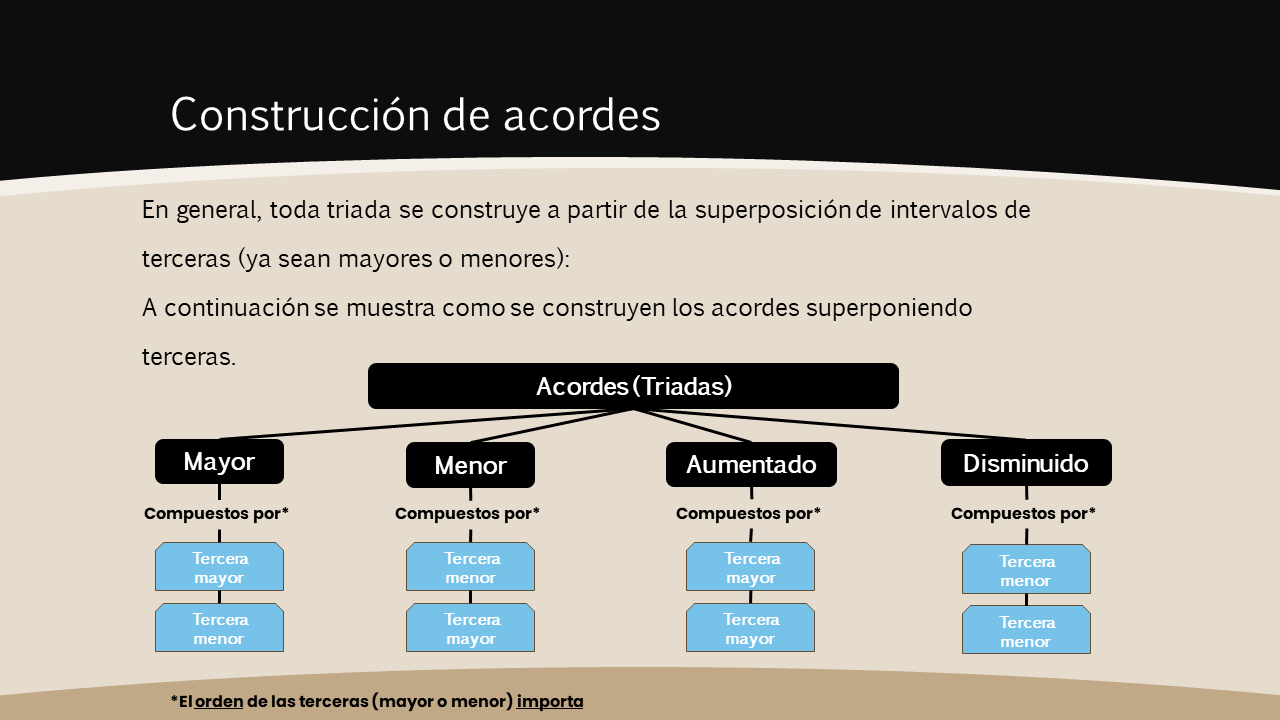 Construcción de acordes
En general, toda triada se construye a partir de la superposición de intervalos de
terceras (ya sean mayores o menores):
A continuación se muestra como se construyen los acordes superponiendo
terceras.
Acordes (Triadas)
Mayor
Menor
Aumentado
Disminuido
Compuestos por*
Compuestos por*
Compuestos por*
Compuestos por*
Tercera
mayor
Tercera
menor
Tercera
mayor
Tercera
menor
Tercera
menor
Tercera
mayor
Tercera
mayor
Tercera
menor
*El orden de las terceras (mayor o menor) importa